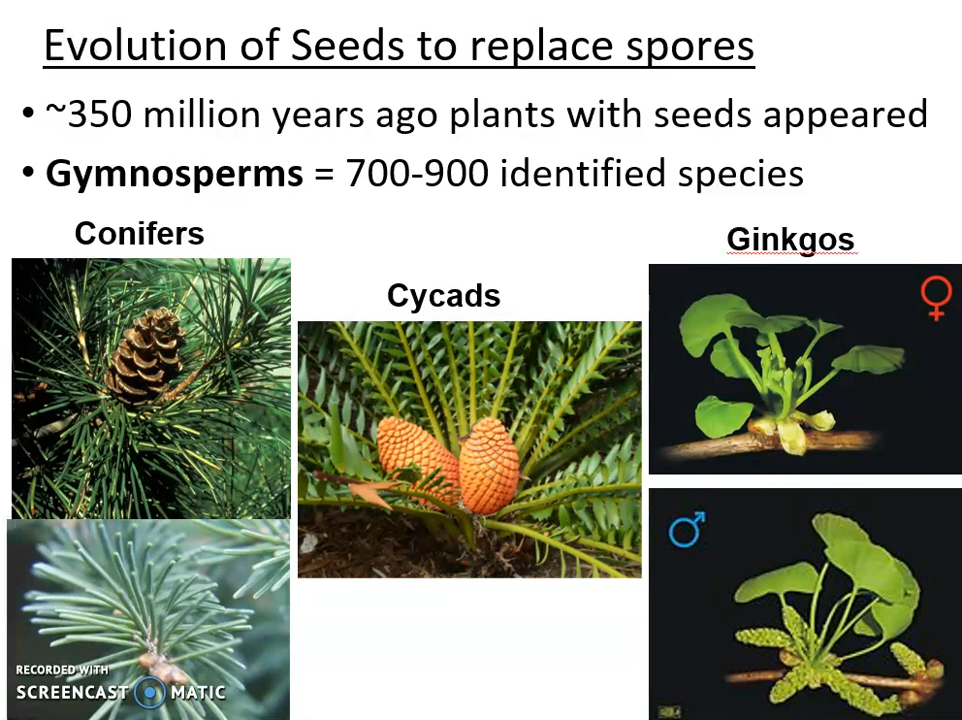 Evolution of Seeds to replace spores
• ~350 million years ago plants with seeds appeared
• Gymnosperms = 700-900 identified species
Conifers
Cycads
Ginkgos
♀
♂
RECORDED WITH
SCREENCAST MATIC